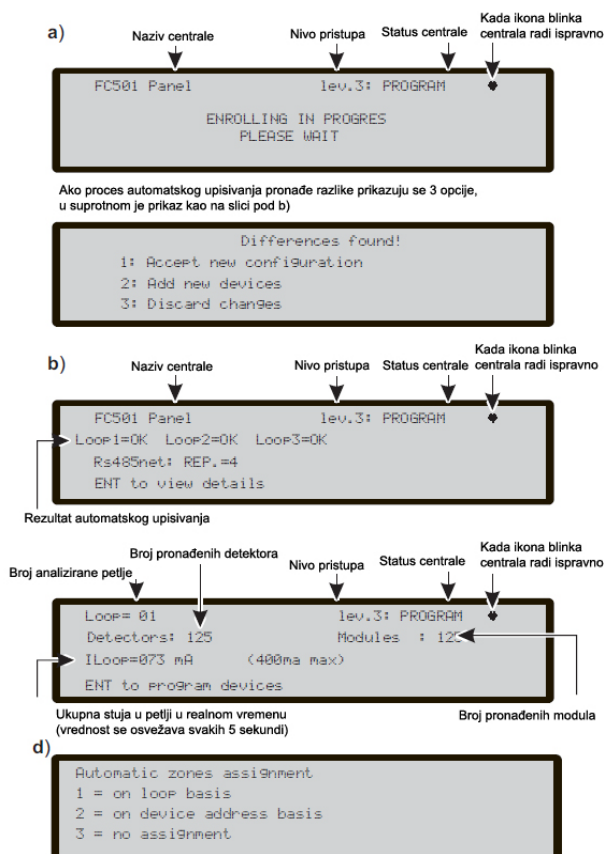 a)
Naziv centrale
Nivo pristupa
Status centrale
Kada ikona blinka
centrala radi ispravno
FC501 Panel lev.3: PROGRAM
ENROLLING IN PROGRES
PLEASE WAIT
Ako proces automatskog upisivanja pronađe razlike prikazuju se 3 opcije,
u suprotnom je prikaz kao na slici pod b)
Differences found!
1: Accept new configuration
2: Add new devices
3: Discard changes
b)
Naziv centrale
Nivo pristupa
Status centrale
Kada ikona blinka
centrala radi ispravno
FC501 Panel lev.3: PROGRAM
Loop1=OK Loop2=OK Loop3=OK
Rs485net: REP.=4
ENT to view details
Rezultat automatskog upisivanja
Broj analizirane petlje
Broj pronađenih detektora
Nivo pristupa
Status centrale
Kada ikona blinka
centrala radi ispravno
Loop= 01 lev.3: PROGRAM
Detectors: 125 Modules : 125
ILoop=073 mA (400ma max)
ENT to program devices
Ukupna stuja u petlji u realnom vremenu
(vrednost se osvežava svakih 5 sekundi)
Broj pronađenih modula
d)
Automatic zones assignment
1 = on loop basis
2 = on device address basis
3 = no assignment